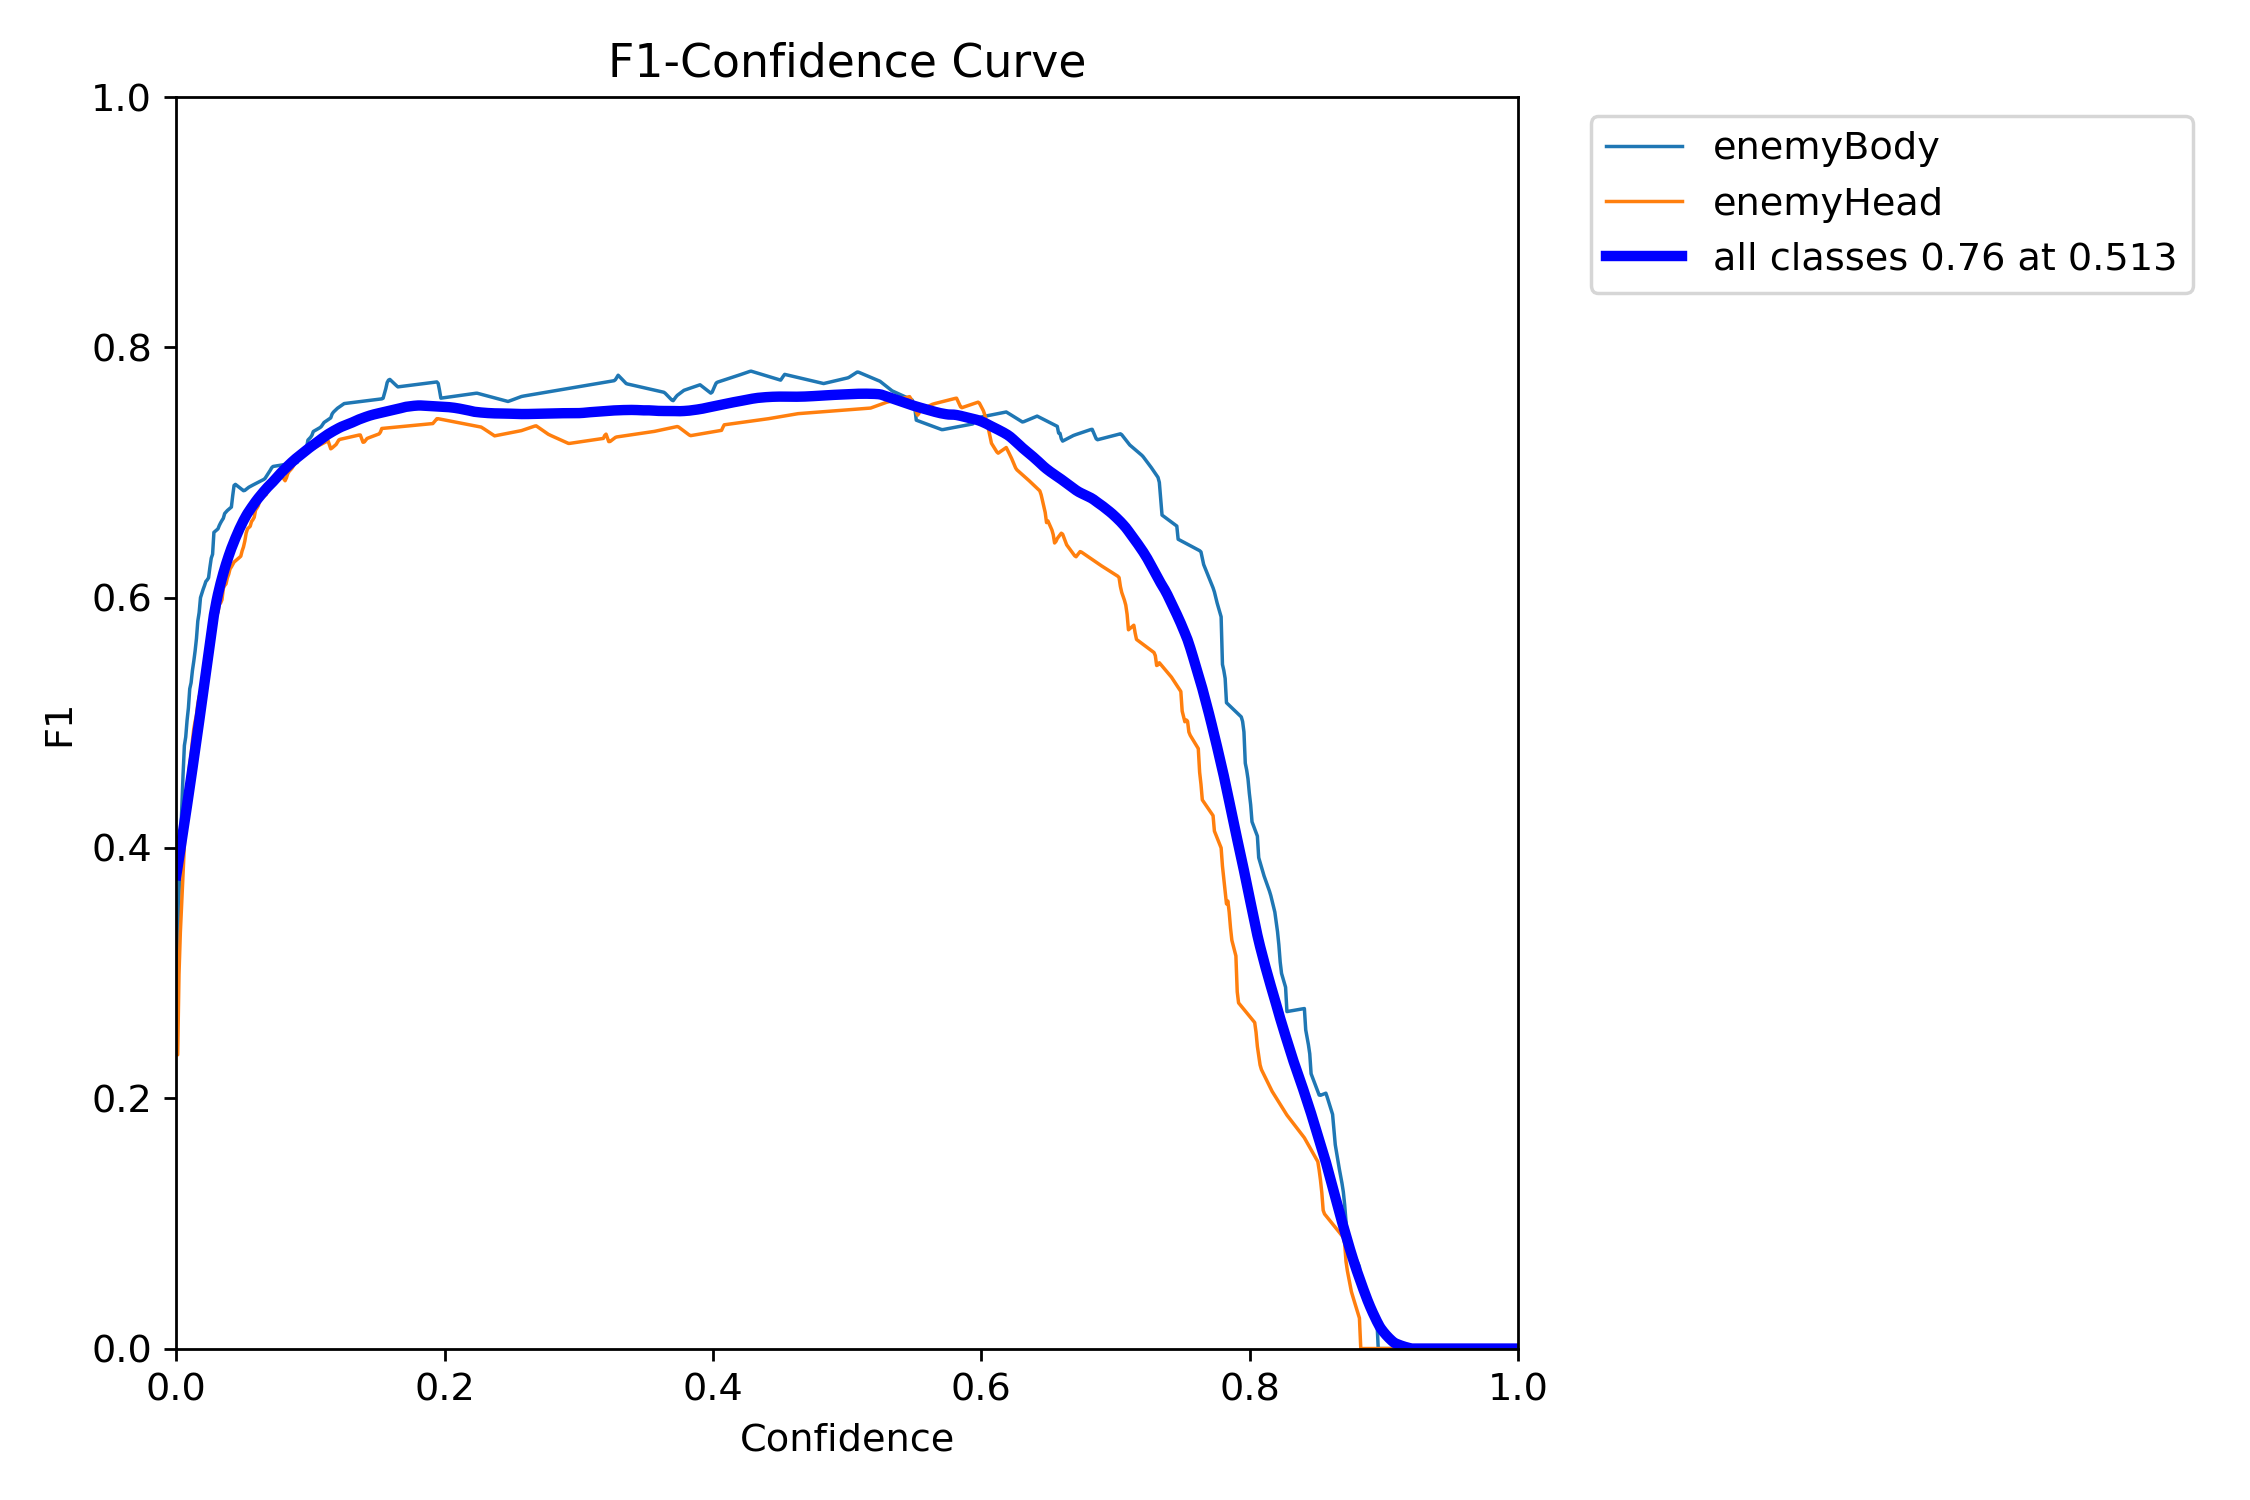 F1-Confidence Curve
1.0
0.8
0.6
0.4
0.2
0.0
F1
0.0 0.2 0.4 0.6 0.8 1.0
Confidence
enemyBody
enemyHead
all classes 0.76 at 0.513